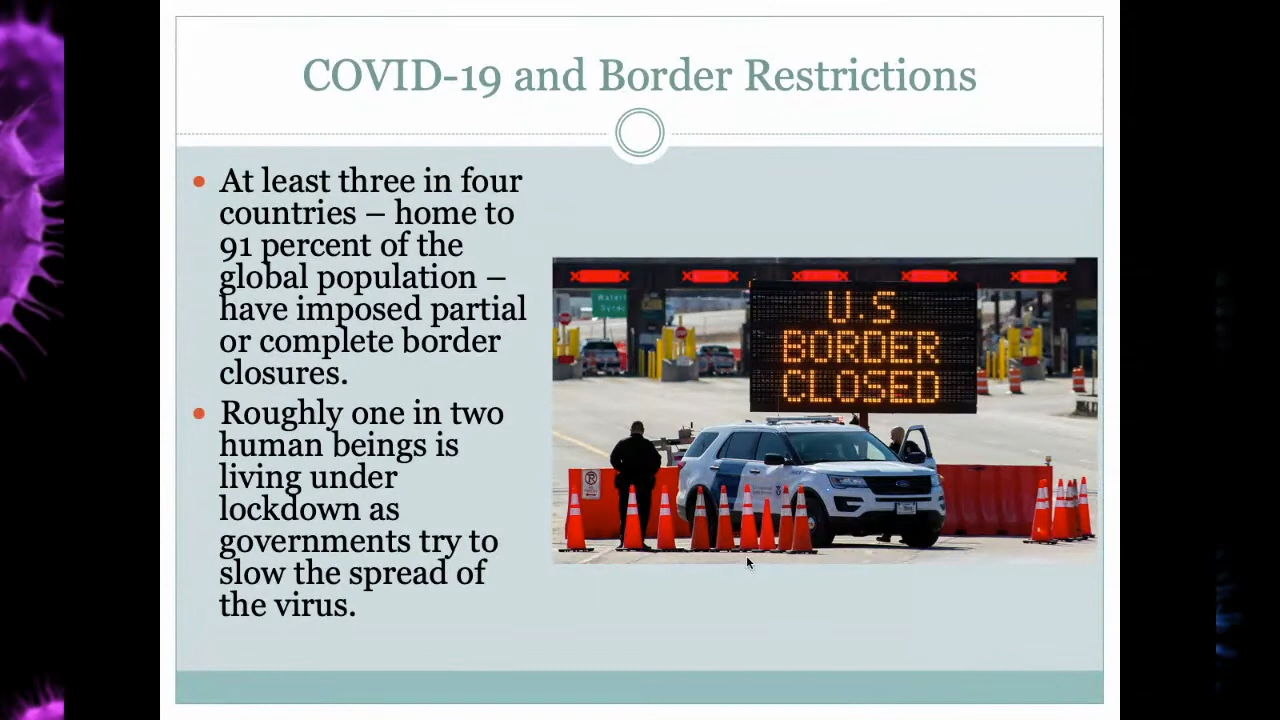 COVID-19 and Border Restrictions
• At least three in four
countries – home to
91 percent of the
global population –
have imposed partial
or complete border
closures.
• Roughly one in two
human beings is
living under
lockdown as
governments try to
slow the spread of
the virus.
U.S
BORDER
CLOSED